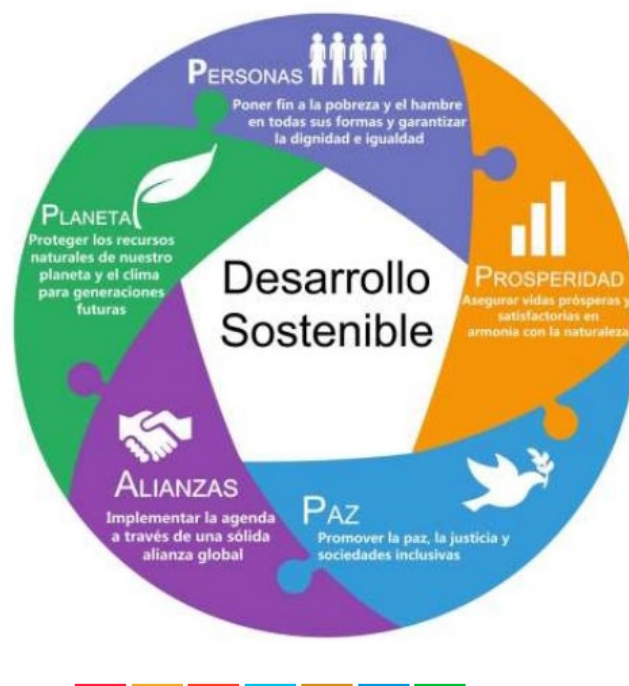 PERSONAS
Poner fin a la pobreza y el hambre
en todas sus formas y garantizar
la dignidad e igualdad
PROSPERIDAD
Asegurar vidas prósperas y
satisfactorias en
armonía con la naturaleza
PAZ
Promover la paz, la justicia y
sociedades inclusivas
ALIANZAS
Implementar la agenda
a través de una sólida
alianza global
PLANETA
Proteger los recursos
naturales de nuestro
planeta y el clima
para generaciones
futuras
Desarrollo
Sostenible